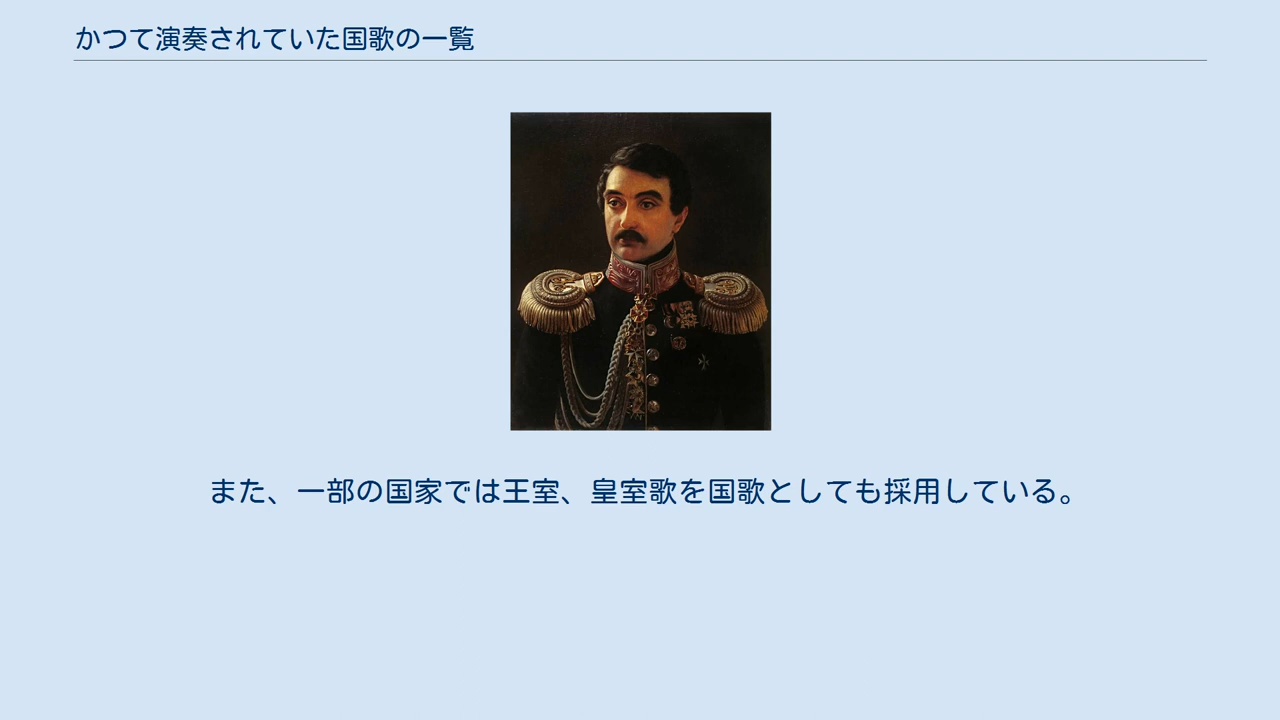 かつて演奏されていた国歌の一覧
また、一部の国家では王室、皇室歌を国歌としても採用している。